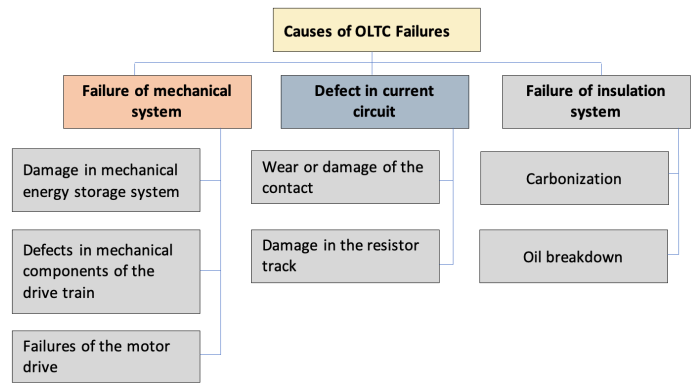 Causes of OLTC Failures
Failure of mechanical
system
Damage in mechanical
energy storage system
Defects in mechanical
components of the
drive train
Failures of the motor
drive
Defect in current
circuit
Wear or damage of the
contact
Damage in the resistor
track
Failure of insulation
system
Carbonization
Oil breakdown